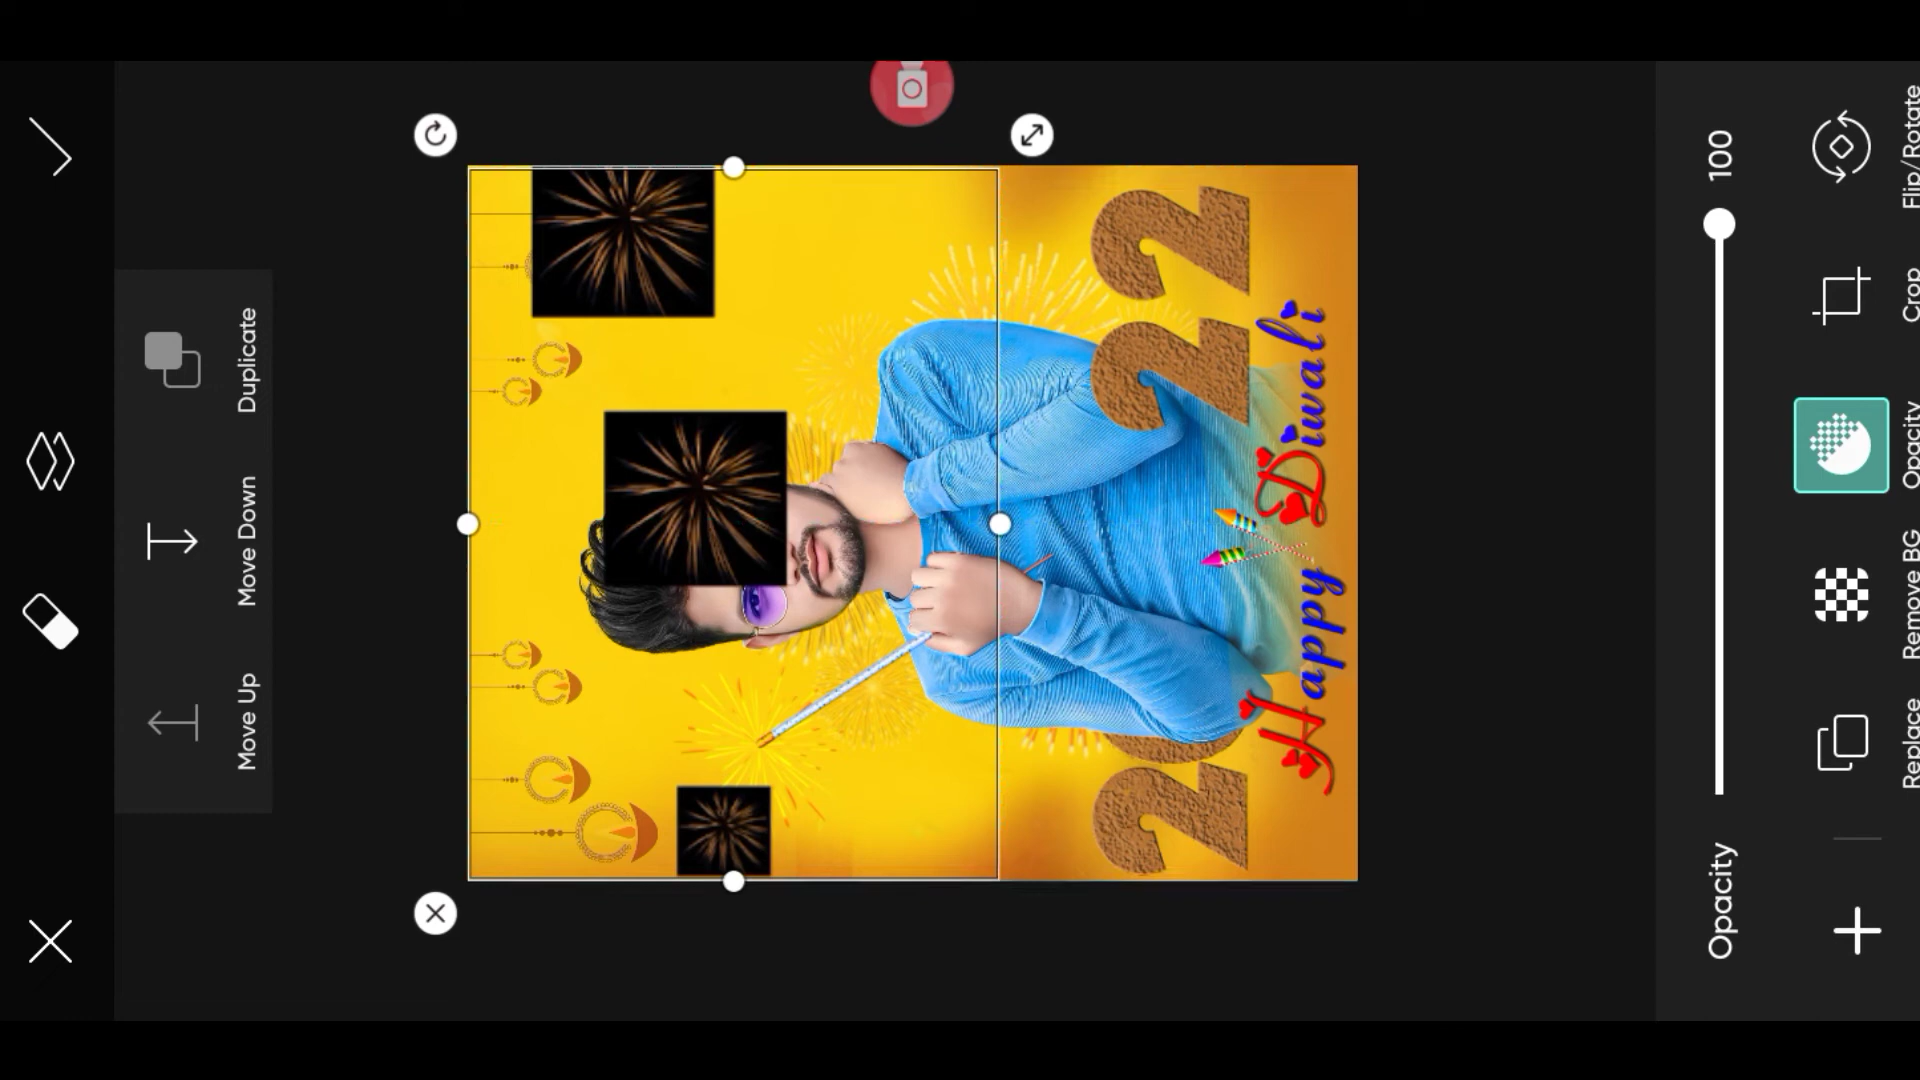 Duplicate
Move Down
Move Up
2022
Happy Diwali
Opacity
100
Flip/Rotate
Crop
Opacity
Remove BG
Replace